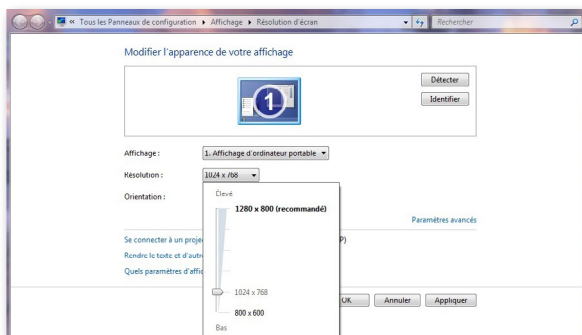 « Tous les Panneaux de configuration ▸ Affichage ▸ Résolution d'écran
Rechercher
Modifier l'apparence de votre affichage
1
Détecter
Identifier
Affichage :
1. Affichage d'ordinateur portable
Résolution :
1024 x 768
Orientation :
Élevé
1280 x 800 (recommandé)
Paramètres avancés
Se connecter à un proje
P)
Rendre le texte et d'autr
Quels paramètres d'affic
1024 x 768
OK
Annuler
Appliquer
800 x 600
Bas